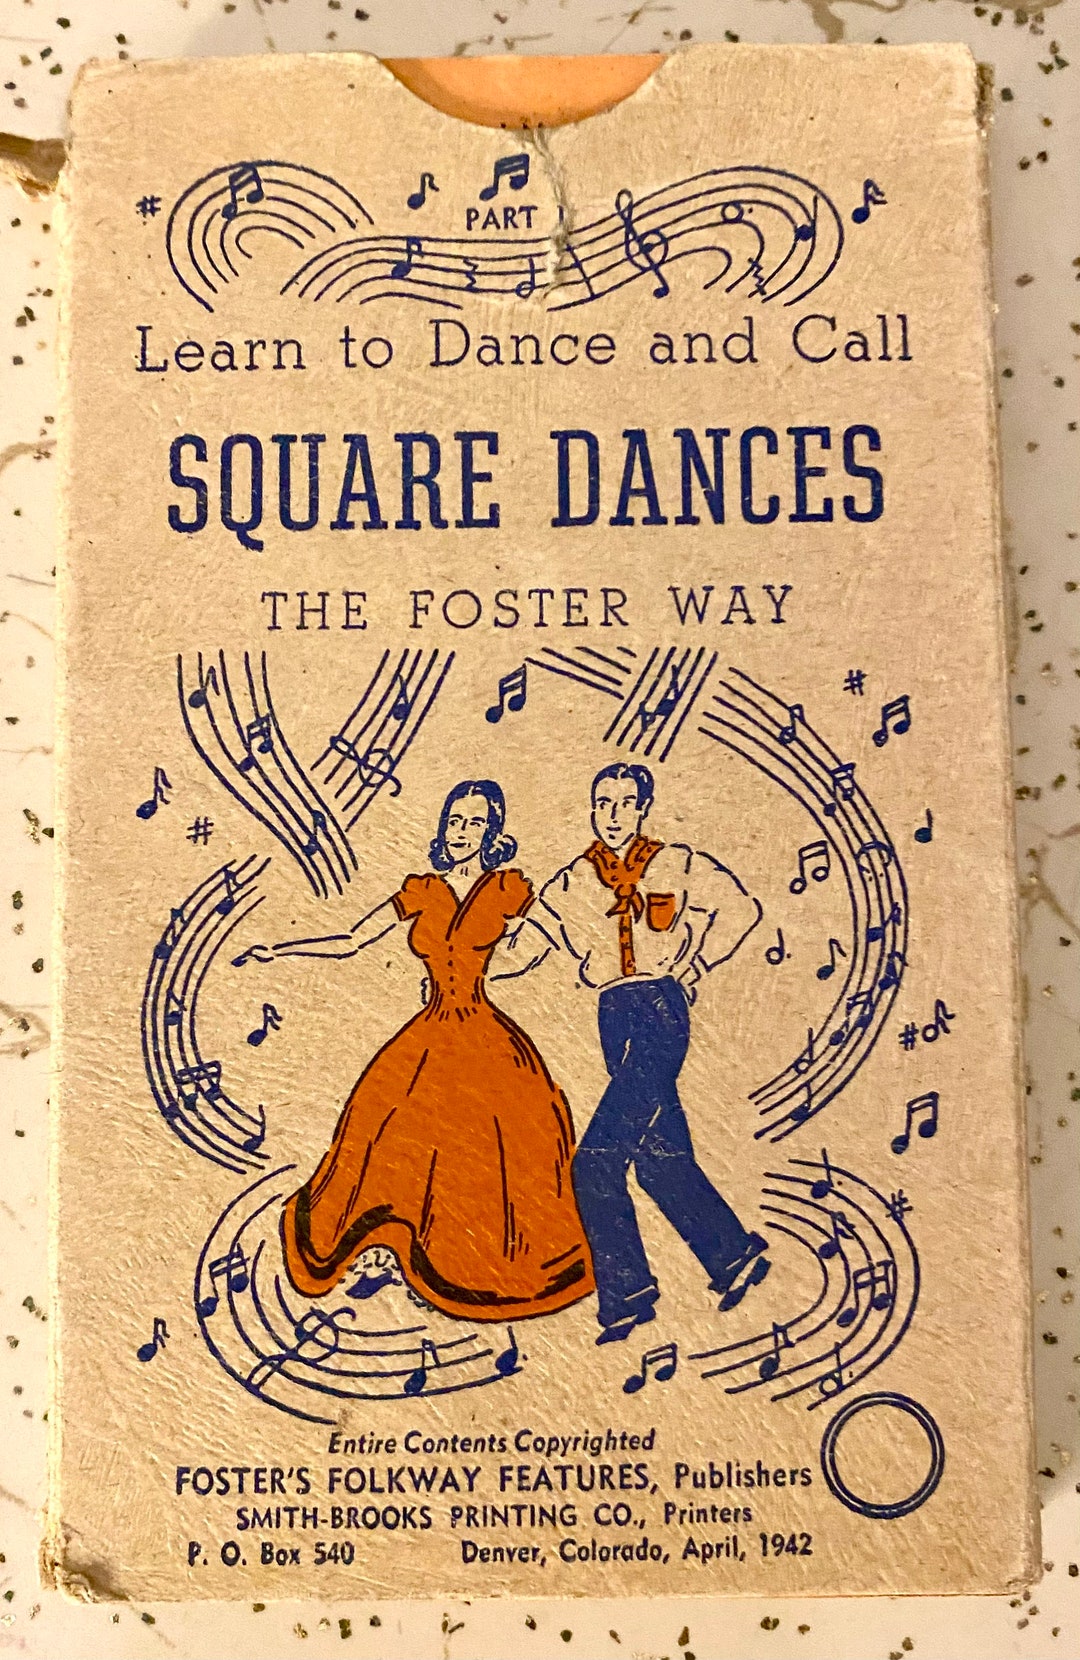 PART
Learn to Dance and Call
SQUARE DANCES
THE FOSTER WAY
Entire Contents Copyrighted
FOSTER'S FOLKWAY FEATURES, Publishers
SMITH-BROOKS PRINTING CO., Printers
P. O. Box 540 Denver, Colorado, April, 1942